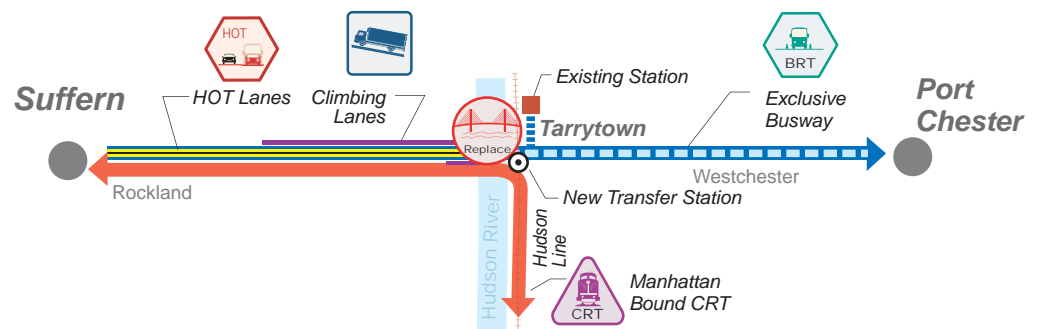 HOT
BRT
Suffern
HOT Lanes
Climbing
Lanes
Existing Station
Exclusive
Busway
Port
Chester
Tarrytown
Replace
Rockland
Westchester
New Transfer Station
Hudson River
Hudson
Line
Manhattan
Bound CRT
CRT